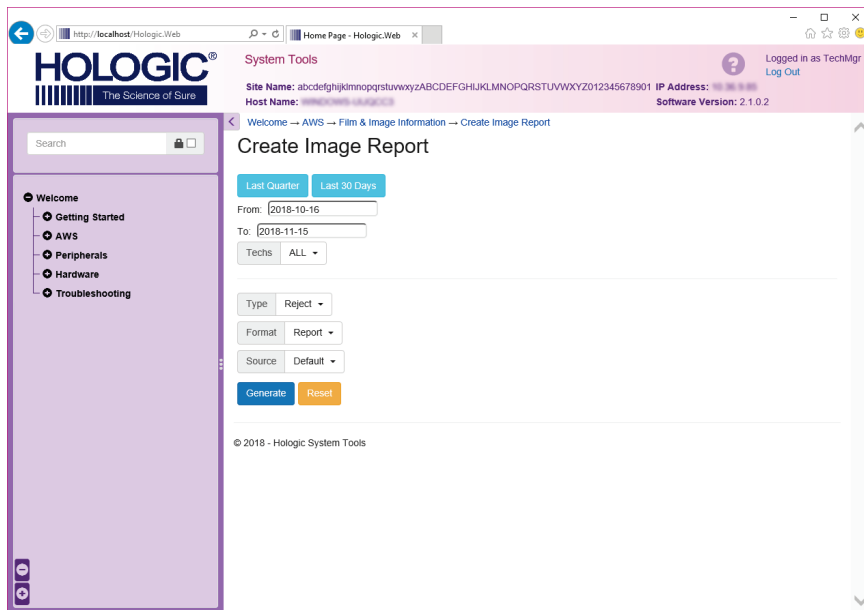 http://localhost/Hologic.Web
Home Page - Hologic.Web
HOLOGIC®
The Science of Sure
System Tools
Logged in as TechMgr
Log Out
Site Name: abcdefghijklmnopqrstuvwxyzABCDEFGHIJKLMNOPQRSTUVWXYZ012345678901 IP Address:
Host Name: Software Version: 2.1.0.2
Search
Welcome → AWS → Film & Image Information → Create Image Report
Create Image Report
Welcome
Getting Started
AWS
Peripherals
Hardware
Troubleshooting
Last Quarter Last 30 Days
From: 2018-10-16
To: 2018-11-15
Techs ALL
Type Reject
Format Report
Source Default
Generate Reset
© 2018 - Hologic System Tools